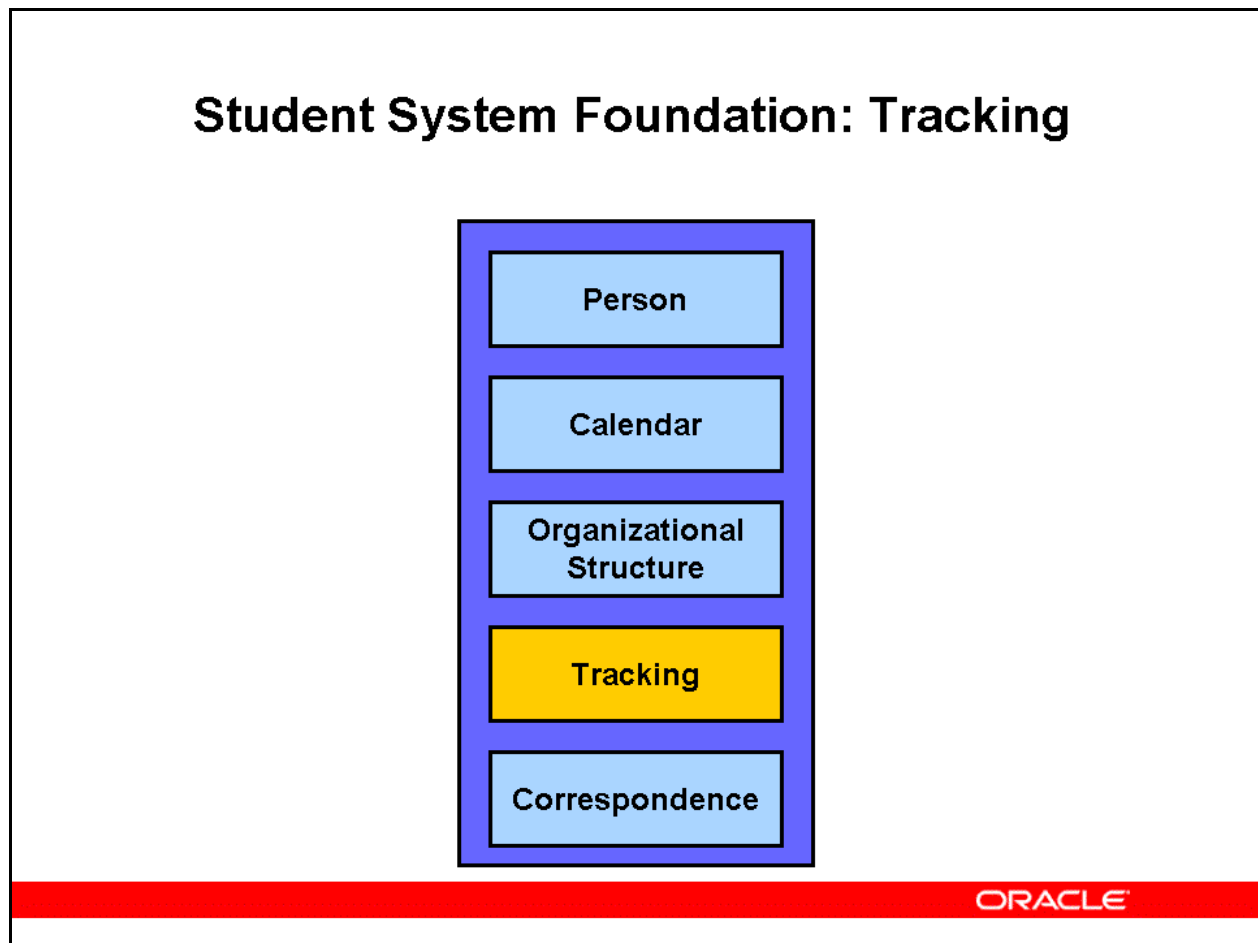 Student System Foundation: Tracking
Person
Calendar
Organizational
Structure
Tracking
Correspondence
ORACLE